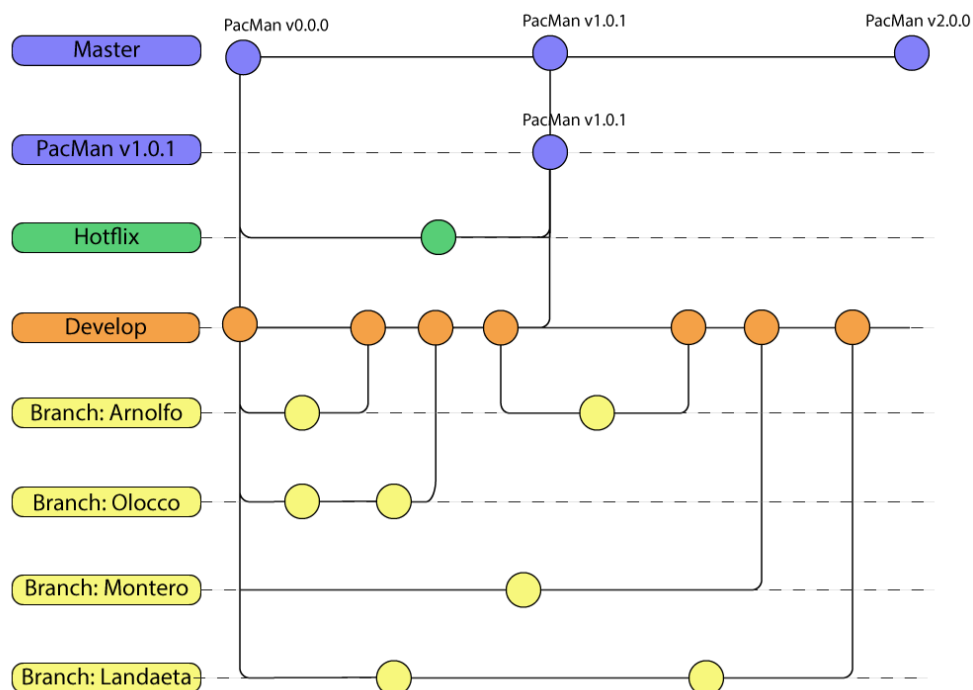 PacMan v0.0.0
PacMan v1.0.1
PacMan v2.0.0
Master
PacMan v1.0.1
PacMan v1.0.1
Hotflix
Develop
Branch: Arnolfo
Branch: Olocco
Branch: Montero
Branch: Landaeta